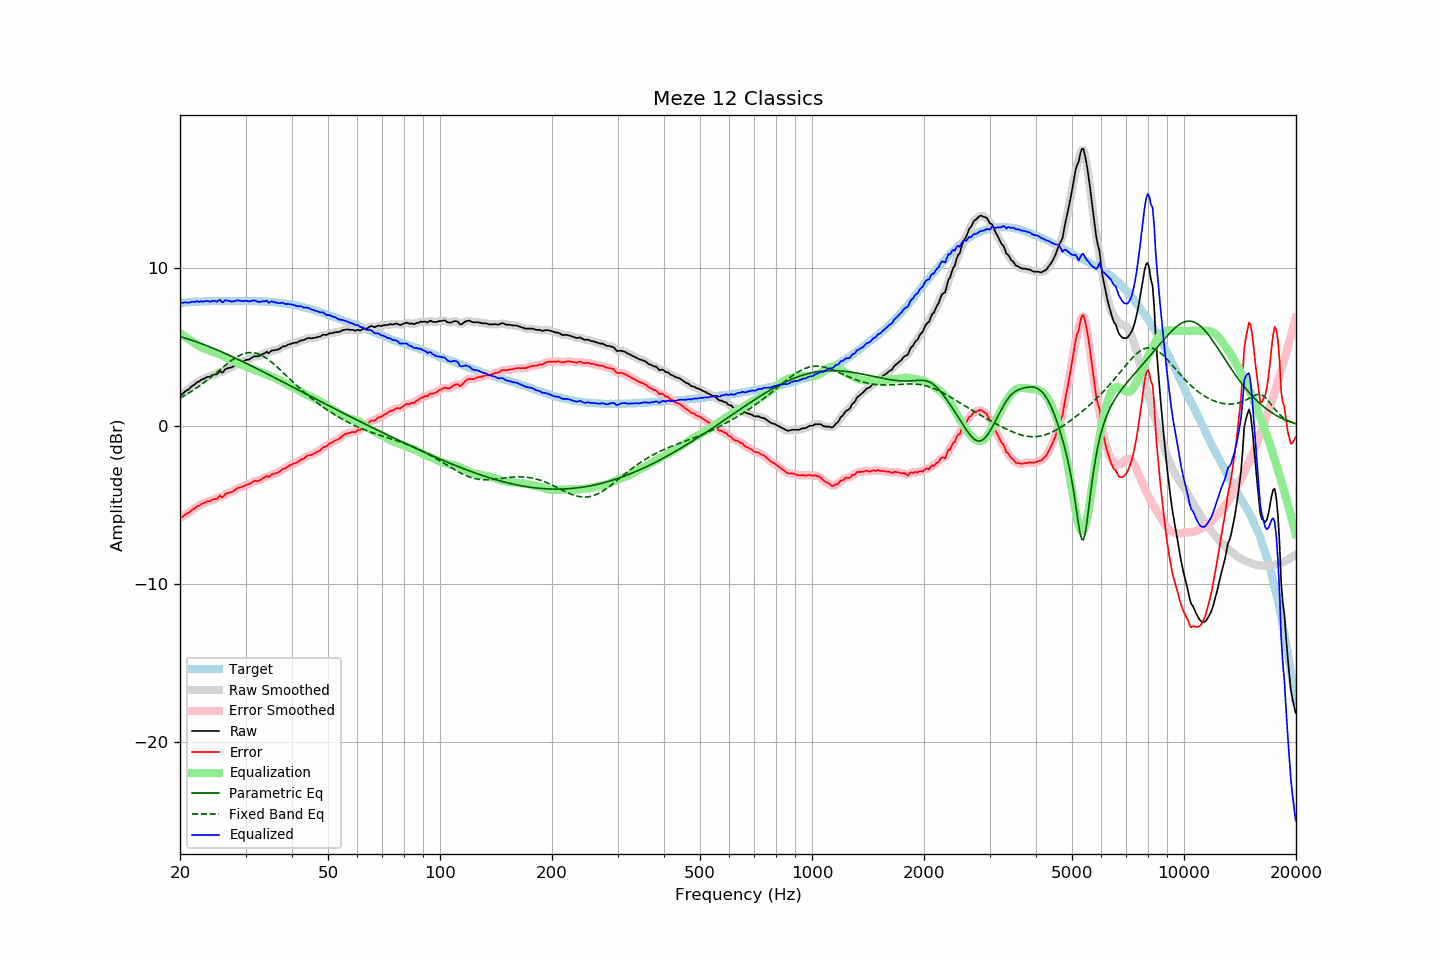 Meze 12 Classics
Amplitude (dBr)
10
0
−10
−20
Target
Raw Smoothed
Error Smoothed
Raw
Error
Equalization
Parametric Eq
Fixed Band Eq
Equalized
20 50 100 200 500 1000 2000 5000 10000 20000
Frequency (Hz)